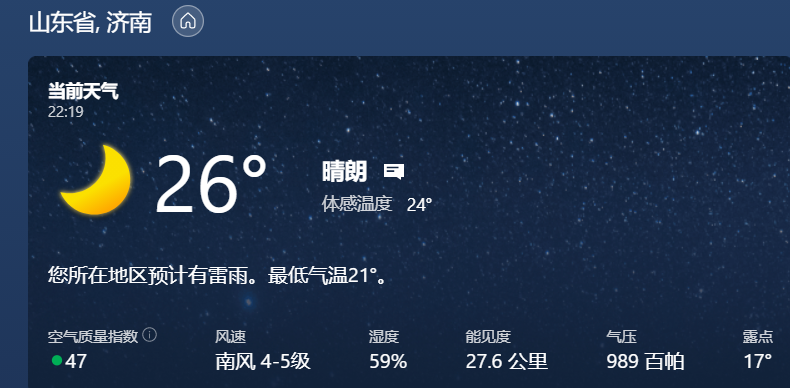 山东省, 济南
当前天气
22:19
26°
晴朗
体感温度 24°
您所在地区预计有雷雨。最低气温21°。
空气质量指数 风速 湿度 能见度 气压 露点
47 南风 4-5级 59% 27.6 公里 989 百帕 17°